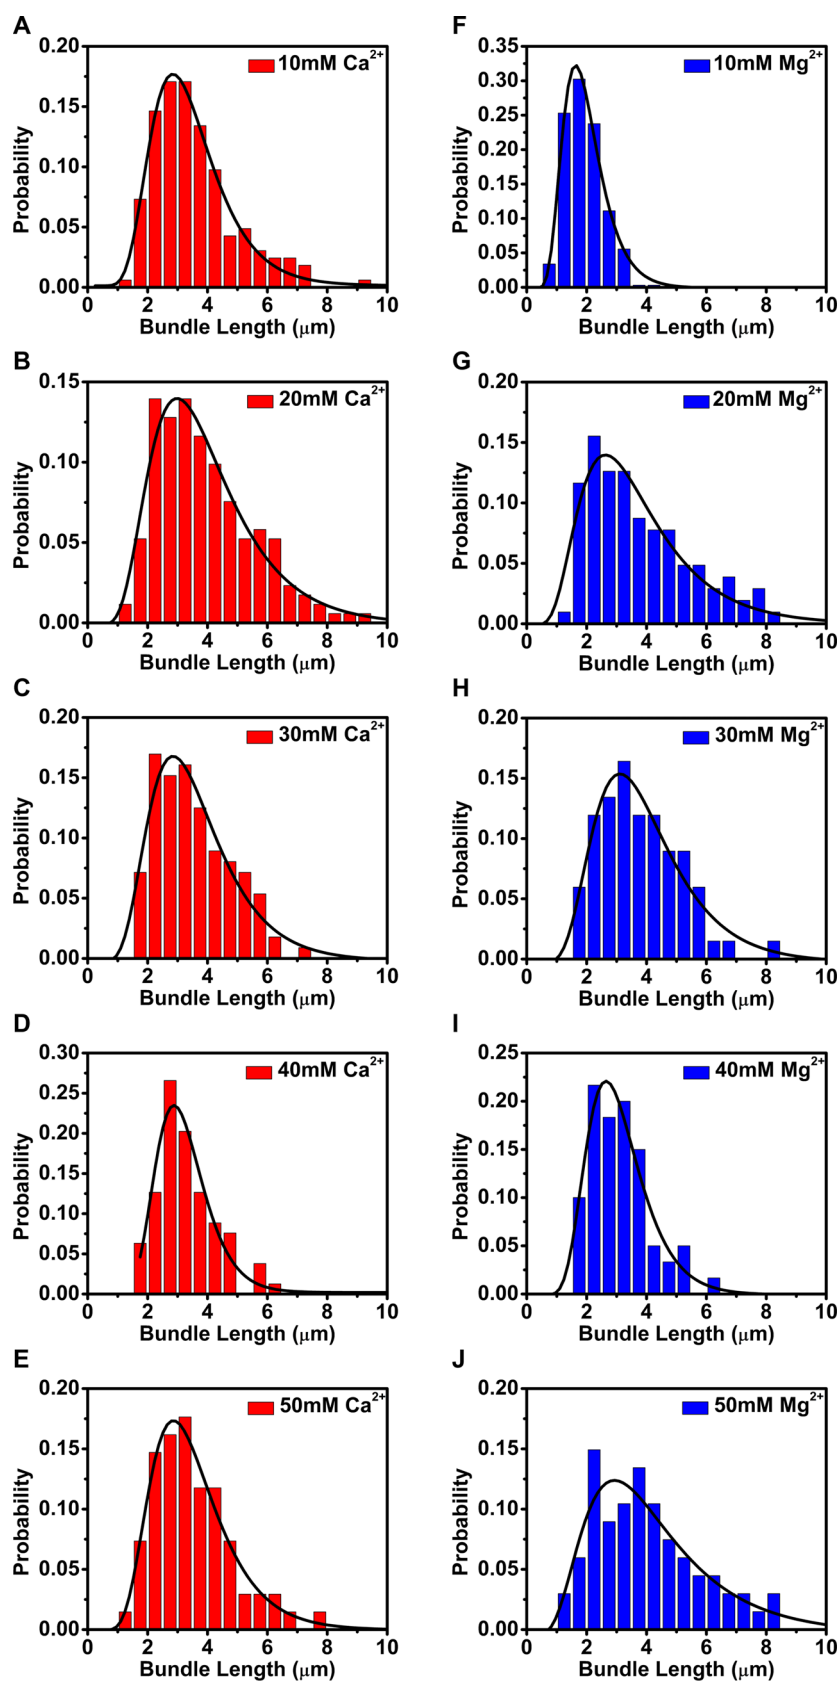 A
0.20
10mM Ca²⁺
0.15
0.10
0.05
0.00
Probability
0 2 4 6 8 10
Bundle Length (μm)
F
0.35
10mM Mg²⁺
0.30
0.25
0.20
0.15
0.10
0.05
0.00
Probability
0 2 4 6 8 10
Bundle Length (μm)
B
0.15
20mM Ca²⁺
0.10
0.05
0.00
Probability
0 2 4 6 8 10
Bundle Length (μm)
G
0.20
20mM Mg²⁺
0.15
0.10
0.05
0.00
Probability
0 2 4 6 8 10
Bundle Length (μm)
C
0.20
30mM Ca²⁺
0.15
0.10
0.05
0.00
Probability
0 2 4 6 8 10
Bundle Length (μm)
H
0.20
30mM Mg²⁺
0.15
0.10
0.05
0.00
Probability
0 2 4 6 8 10
Bundle Length (μm)
D
0.30
40mM Ca²⁺
0.25
0.20
0.15
0.10
0.05
0.00
Probability
0 2 4 6 8 10
Bundle Length (μm)
I
0.25
40mM Mg²⁺
0.20
0.15
0.10
0.05
0.00
Probability
0 2 4 6 8 10
Bundle Length (μm)
E
0.20
50mM Ca²⁺
0.15
0.10
0.05
0.00
Probability
0 2 4 6 8 10
Bundle Length (μm)
J
0.20
50mM Mg²⁺
0.15
0.10
0.05
0.00
Probability
0 2 4 6 8 10
Bundle Length (μm)